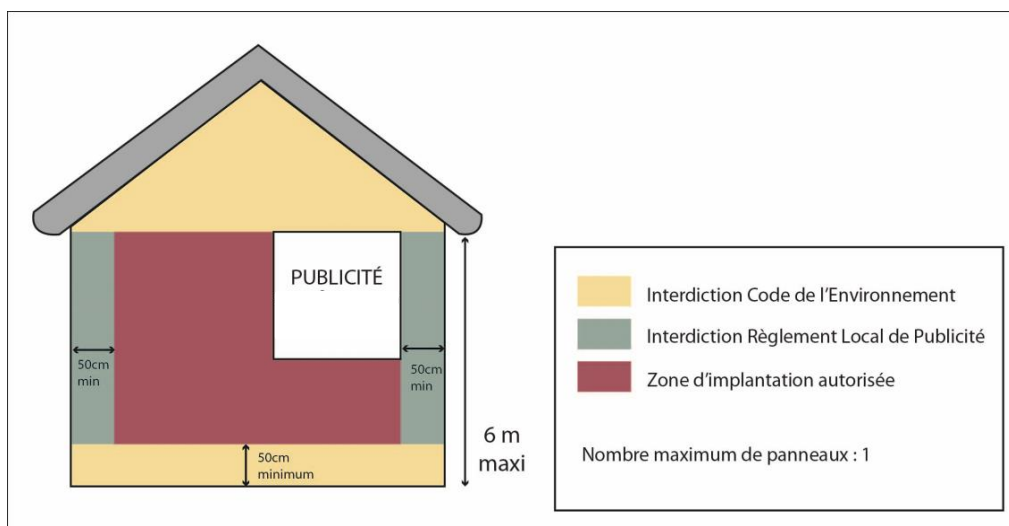 PUBLICITÉ
50cm
min
50cm
min
50cm
minimum
6 m
maxi
Interdiction Code de l'Environnement
Interdiction Règlement Local de Publicité
Zone d'implantation autorisée
Nombre maximum de panneaux : 1